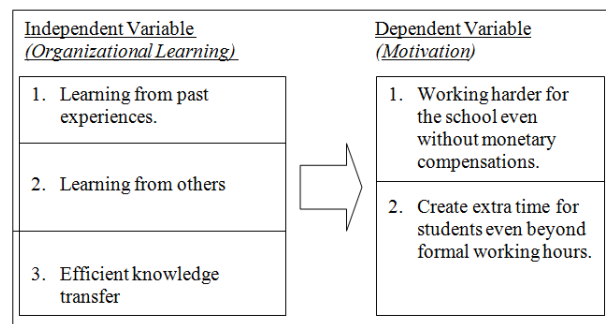 Independent Variable
(Organizational Learning)
1. Learning from past
experiences.
2. Learning from others
3. Efficient knowledge
transfer
Dependent Variable
(Motivation)
1. Working harder for
the school even
without monetary
compensations.
2. Create extra time for
students even beyond
formal working hours.